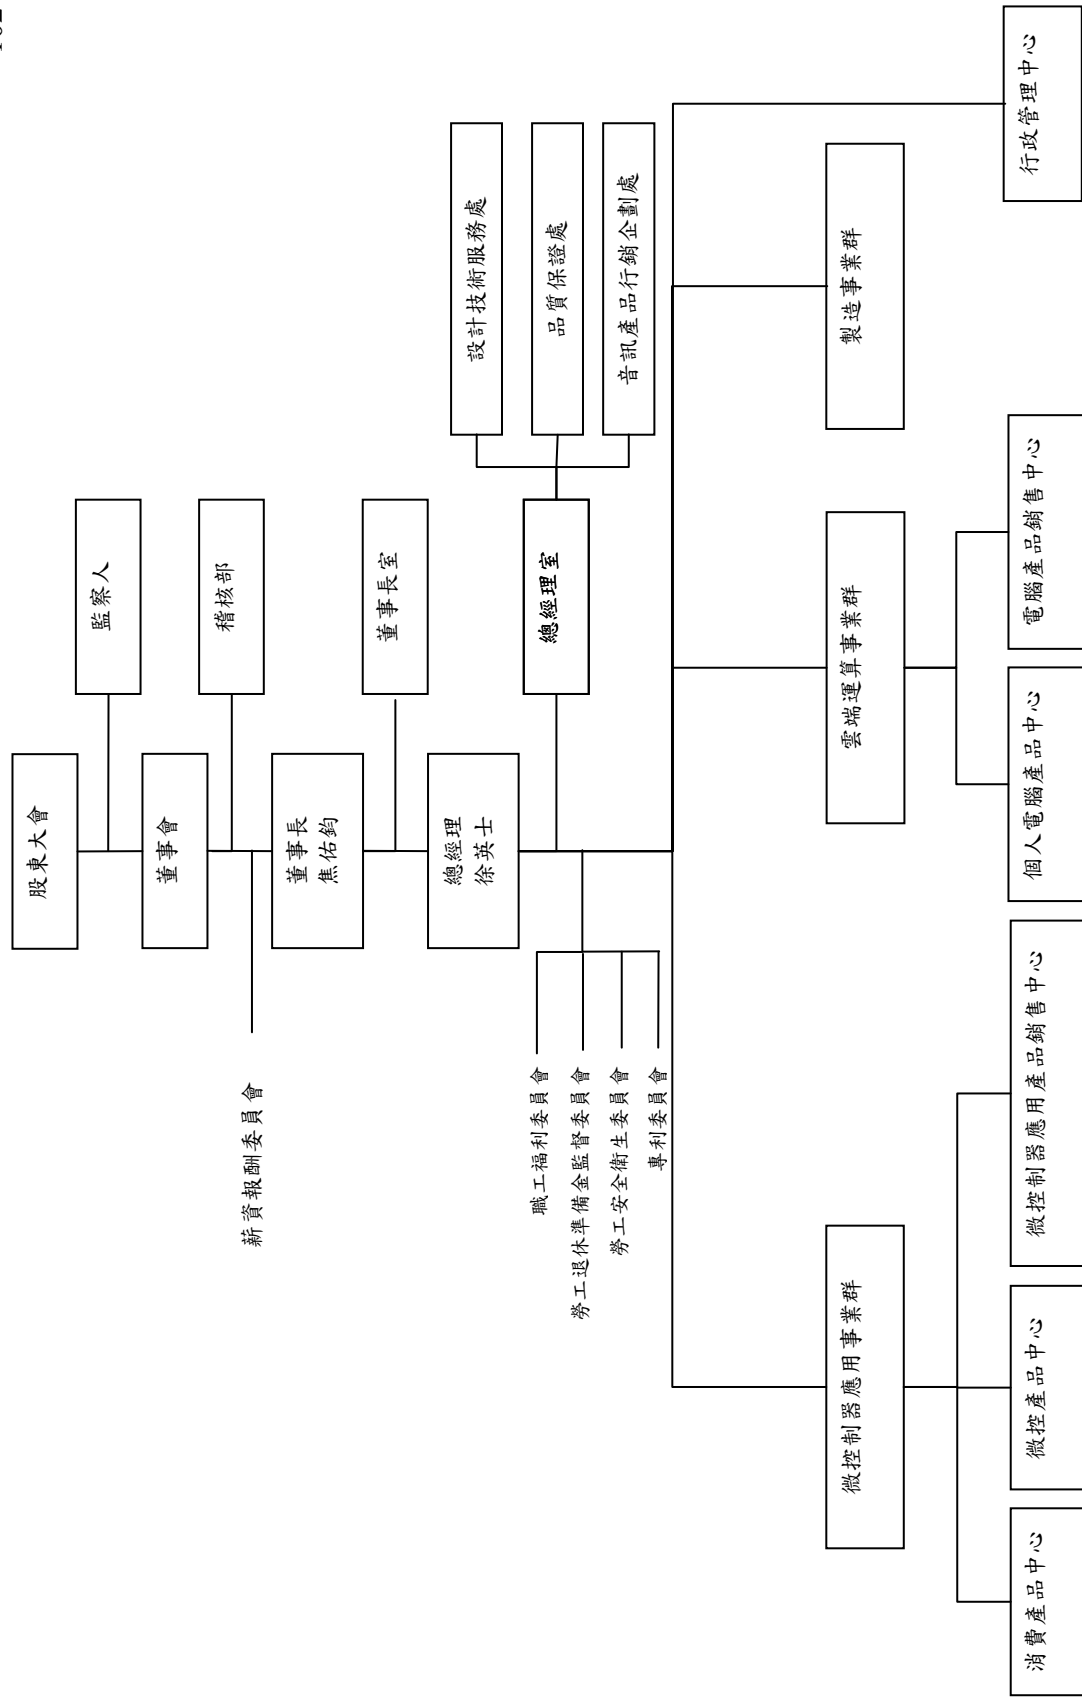 股東大會
監察人
董事會
稽核部
薪資報酬委員會
董事長
焦佑鈞
董事長室
總經理
徐英士
總經理室
設計技術服務處
品質保證處
音訊產品行銷企劃處
職工福利委員會
勞工退休準備金監督委員會
勞工安全衛生委員會
專利委員會
微控制器應用事業群
雲端運算事業群
製造事業群
行政管理中心
消費產品中心
微控產品中心
微控制器應用產品銷售中心
個人電腦產品中心
電腦產品銷售中心